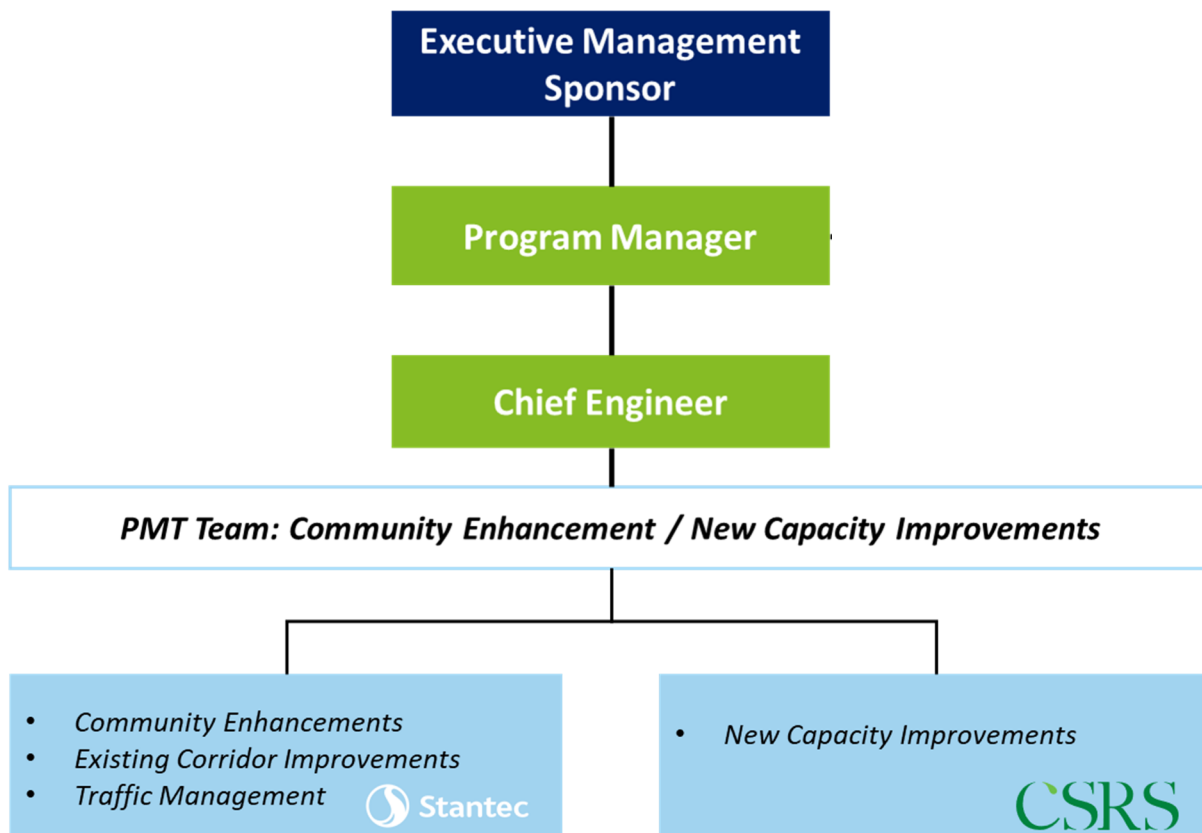 Executive Management
Sponsor
Program Manager
Chief Engineer
PMT Team: Community Enhancement / New Capacity Improvements
• Community Enhancements
• Existing Corridor Improvements
• Traffic Management
Stantec
• New Capacity Improvements
CSRS